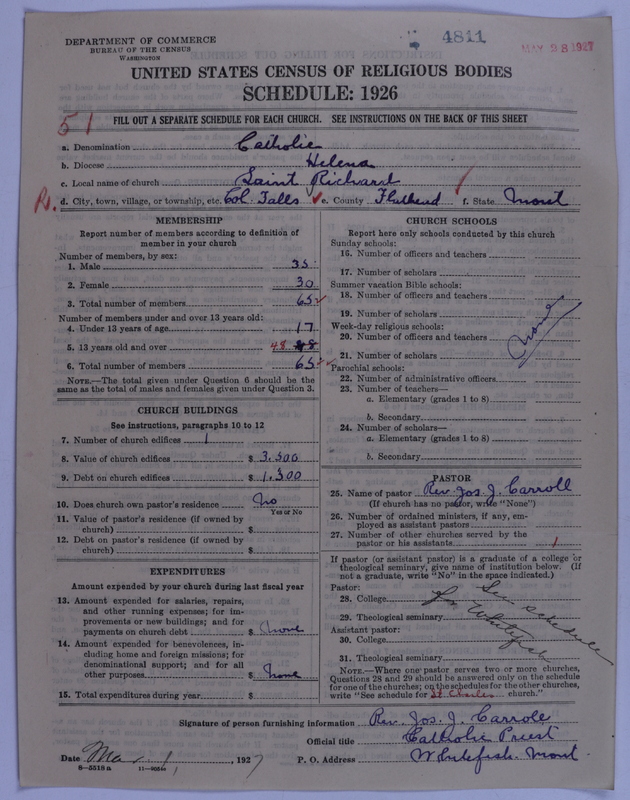 4811
MAY 28 1927
DEPARTMENT OF COMMERCE
BUREAU OF THE CENSUS
WASHINGTON
UNITED STATES CENSUS OF RELIGIOUS BODIES
SCHEDULE: 1926
51
FILL OUT A SEPARATE SCHEDULE FOR EACH CHURCH. SEE INSTRUCTIONS ON THE BACK OF THIS SHEET
a. Denomination Catholic
b. Diocese Helena
c. Local name of church Saint Richard
R. d. City, town, village, or township, etc. Col. Falls e. County Flathead f. State Mont
MEMBERSHIP
Report number of members according to definition of
member in your church
Number of members, by sex:
1. Male 35
2. Female 30
3. Total number of members 65
Number of members under and over 13 years old:
4. Under 13 years of age 17
5. 13 years old and over 48
6. Total number of members 65
NOTE.—The total given under Question 6 should be
same as the total of males and females given under Question 3.
CHURCH BUILDINGS
See instructions, paragraphs 10 to 12
7. Number of church edifices 1
8. Value of church edifices $ 3,500
9. Debt on church edifices $ 1,300
10. Does church own pastor's residence No
Yes or No
11. Value of pastor's residence (if owned by
church) $
12. Debt on pastor's residence (if owned by
church) $
EXPENDITURES
Amount expended by church during last fiscal year
13. Amount expended for salaries, repairs,
and other running expenses; for im-
provements or new buildings; and for
payments on church debt $ none
14. Amount expended for benevolences, in-
cluding home and foreign missions; for
denominational support; and for all
other purposes $ none
15. Total expenditures during year $
CHURCH SCHOOLS
Report here only schools conducted by this church
Sunday schools:
16. Number of officers and teachers
17. Number of scholars
Summer vacation Bible schools:
18. Number of officers and teachers
19. Number of scholars
Week-day religious schools:
20. Number of officers and teachers
none
21. Number of scholars
Parochial schools:
22. Number of administrative officers
23. Number of teachers—
a. Elementary (grades 1 to 8)
b. Secondary
24. Number of scholars—
a. Elementary (grades 1 to 8)
b. Secondary
PASTOR
25. Name of pastor Rev. Jos. J. Carroll
(If church has no pastor, write "None")
26. Number of ordained ministers, if any, em-
ployed as assistant pastors
27. Number of other churches served by the
pastor or his assistants 1
If pastor (or assistant pastor) is a graduate of a college or
theological seminary, give name of institution below. (If
not a graduate, write "No" in the space indicated.)
Pastor:
28. College
See schedule
for Whitefish
29. Theological seminary
Assistant pastor:
30. College
31. Theological seminary
NOTE.—Where one pastor serves two or more churches,
Questions 28 and 29 should be answered only on the schedule
for one of the churches; on the schedules for the other churches,
write "See schedule for St. Charles church."
Signature of person furnishing information Rev. Jos. J. Carroll
Official title Catholic Priest
Date Mar. 1, 1927 P. O. Address Whitefish. Mont
8—5518a